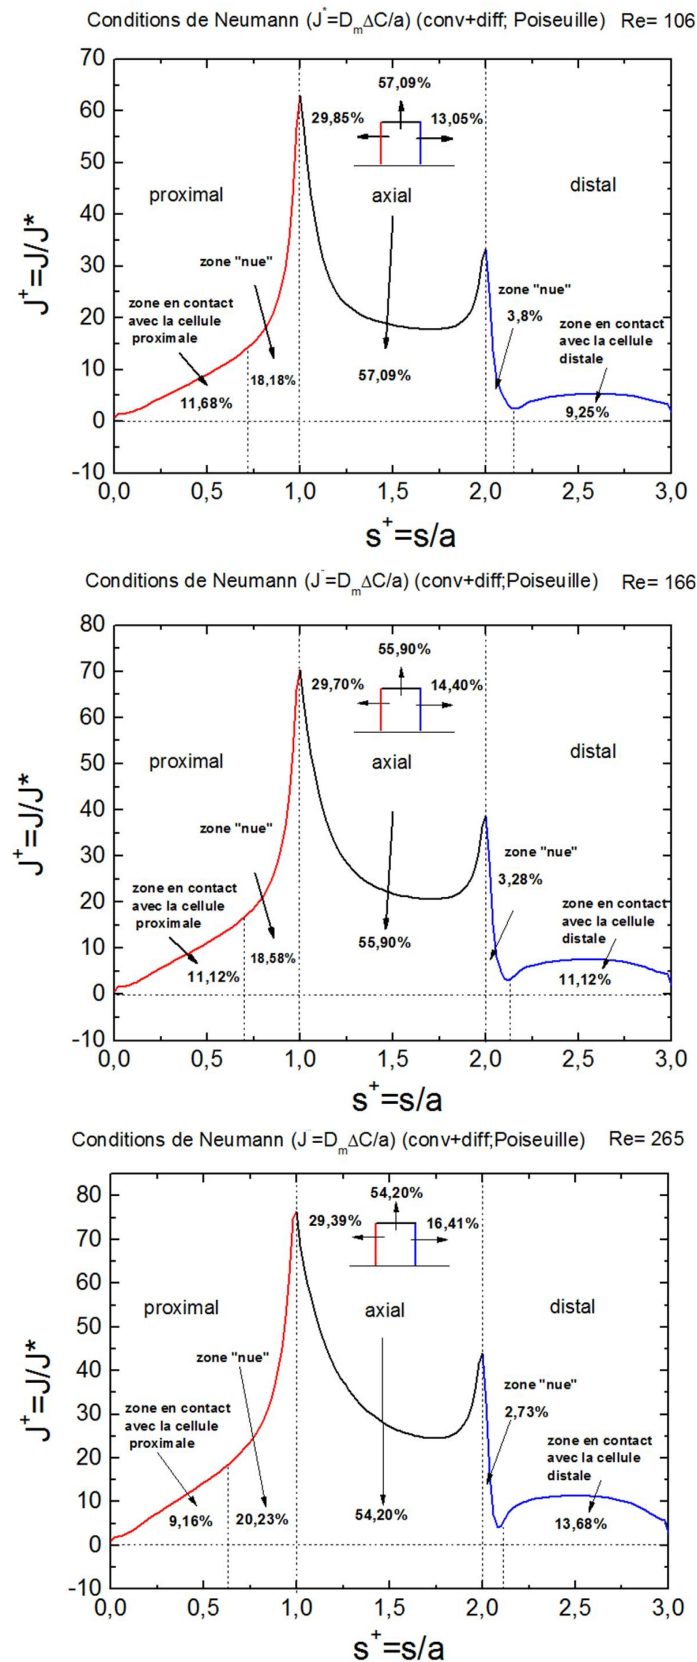 Conditions de Neumann (J*=DmΔC/a) (conv+diff; Poiseuille) Re= 106
70
60
50
40
30
20
10
0
-10
J⁺=J/J*
57,09%
29,85%
13,05%
proximal
axial
distal
zone "nue"
zone en contact
avec la cellule
proximale
11,68%
18,18%
57,09%
zone "nue"
3,8%
zone en contact
avec la cellule
distale
9,25%
0,0 0,5 1,0 1,5 2,0 2,5 3,0
s⁺=s/a
Conditions de Neumann (J⁻=DmΔC/a) (conv+diff;Poiseuille) Re= 166
80
70
60
50
40
30
20
10
0
-10
J⁺=J/J*
55,90%
29,70%
14,40%
proximal
axial
distal
zone "nue"
zone en contact
avec la cellule
proximale
11,12%
18,58%
55,90%
zone "nue"
3,28%
zone en contact
avec la cellule
distale
11,12%
0,0 0,5 1,0 1,5 2,0 2,5 3,0
s⁺=s/a
Conditions de Neumann (J⁻=DmΔC/a) (conv+diff;Poiseuille) Re= 265
80
70
60
50
40
30
20
10
0
-10
J⁺=J/J*
54,20%
29,39%
16,41%
proximal
axial
distal
zone "nue"
zone en contact
avec la cellule
proximale
9,16%
20,23%
54,20%
zone "nue"
2,73%
zone en contact
avec la cellule
distale
13,68%
0,0 0,5 1,0 1,5 2,0 2,5 3,0
s⁺=s/a